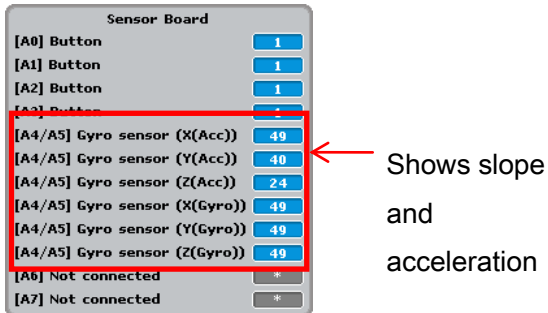 Sensor Board
[A0] Button 1
[A1] Button 1
[A2] Button 1
[A3] Button 1
[A4/A5] Gyro sensor (X(Acc)) 49
[A4/A5] Gyro sensor (Y(Acc)) 40
[A4/A5] Gyro sensor (Z(Acc)) 24
[A4/A5] Gyro sensor (X(Gyro)) 49
[A4/A5] Gyro sensor (Y(Gyro)) 49
[A4/A5] Gyro sensor (Z(Gyro)) 49
[A6] Not connected *
[A7] Not connected *
Shows slope
and
acceleration